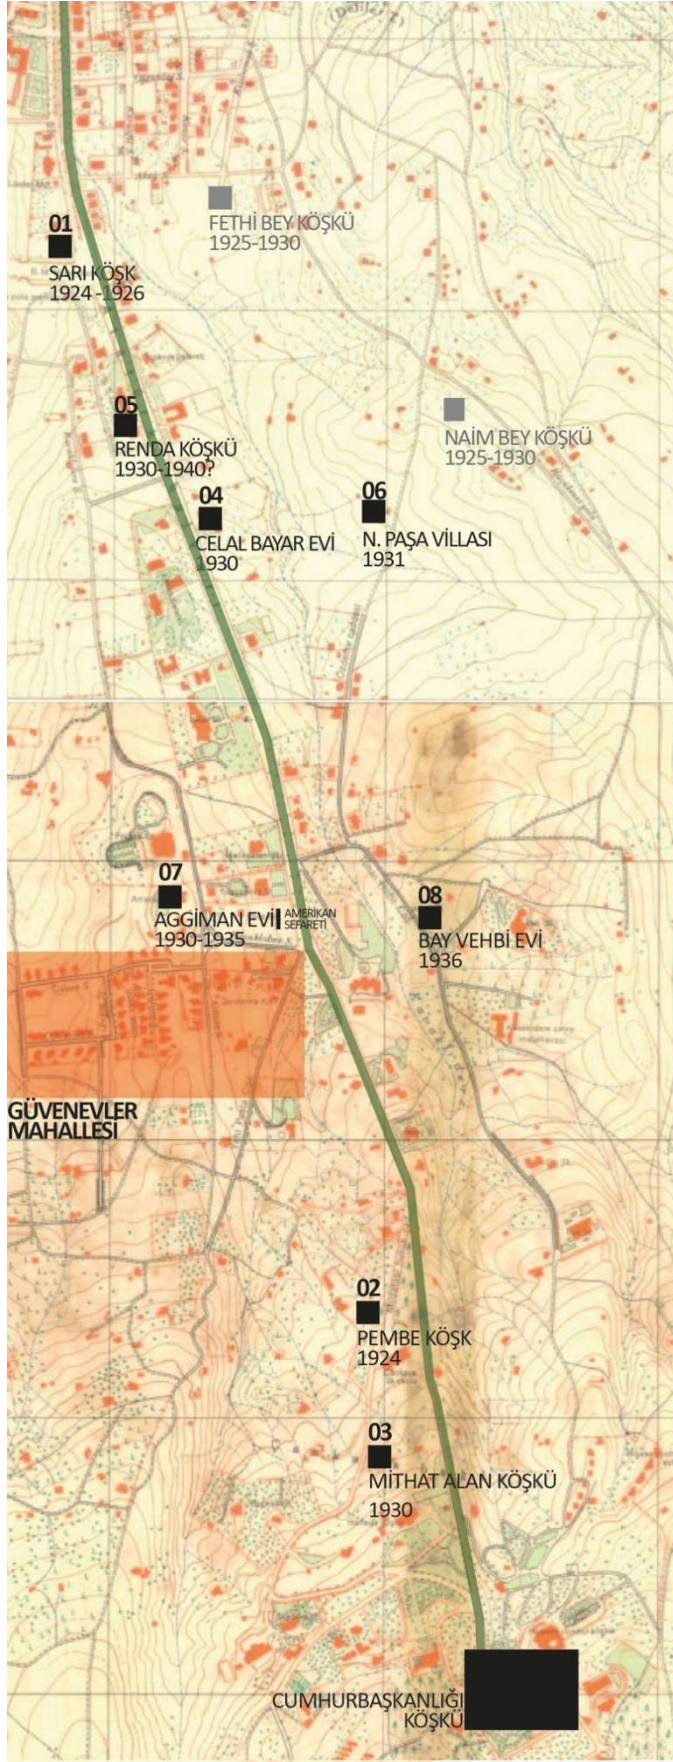 (Deliler T.)
01
SARI KÖŞK
1924 -1926
FETHİ BEY KÖŞKÜ
1925-1930
05
RENDA KÖŞKÜ
1930-1940?
NAİM BEY KÖŞKÜ
1925-1930
04
CELAL BAYAR EVİ
1930
06
N. PAŞA VİLLASI
1931
07
AGGİMAN EVİ
1930-1935
AMERİKAN
SEFARETİ
08
BAY VEHBİ EVİ
1936
GÜVENEVLER
MAHALLESİ
02
PEMBE KÖŞK
1924
03
MİTHAT ALAN KÖŞKÜ
1930
CUMHURBAŞKANLIĞI
KÖŞKÜ